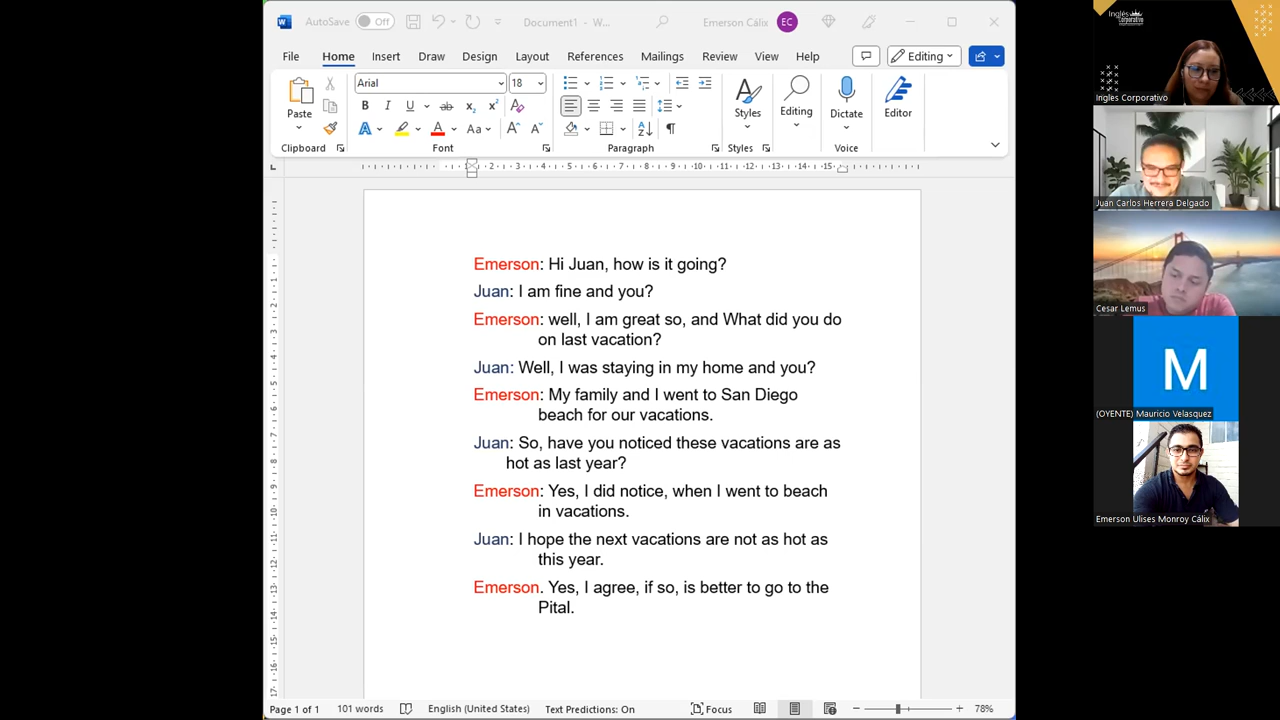 AutoSave Off Document1 - W... Emerson Cálix EC
File Home Insert Draw Design Layout References Mailings Review View Help Editing
Arial 18
Paste Styles Editing Dictate Editor
Clipboard Font Paragraph Styles Voice
Emerson: Hi Juan, how is it going?
Juan: I am fine and you?
Emerson: well, I am great so, and What did you do
on last vacation?
Juan: Well, I was staying in my home and you?
Emerson: My family and I went to San Diego
beach for our vacations.
Juan: So, have you noticed these vacations are as
hot as last year?
Emerson: Yes, I did notice, when I went to beach
in vacations.
Juan: I hope the next vacations are not as hot as
this year.
Emerson. Yes, I agree, if so, is better to go to the
Pital.
Page 1 of 1 101 words English (United States) Text Predictions: On Focus 78%
Inglés
Corporativo
Ingles Corporativo
Juan Carlos Herrera Delgado
Cesar Lemus
M
(OYENTE) Mauricio Velasquez
Emerson Ulises Monroy Cálix